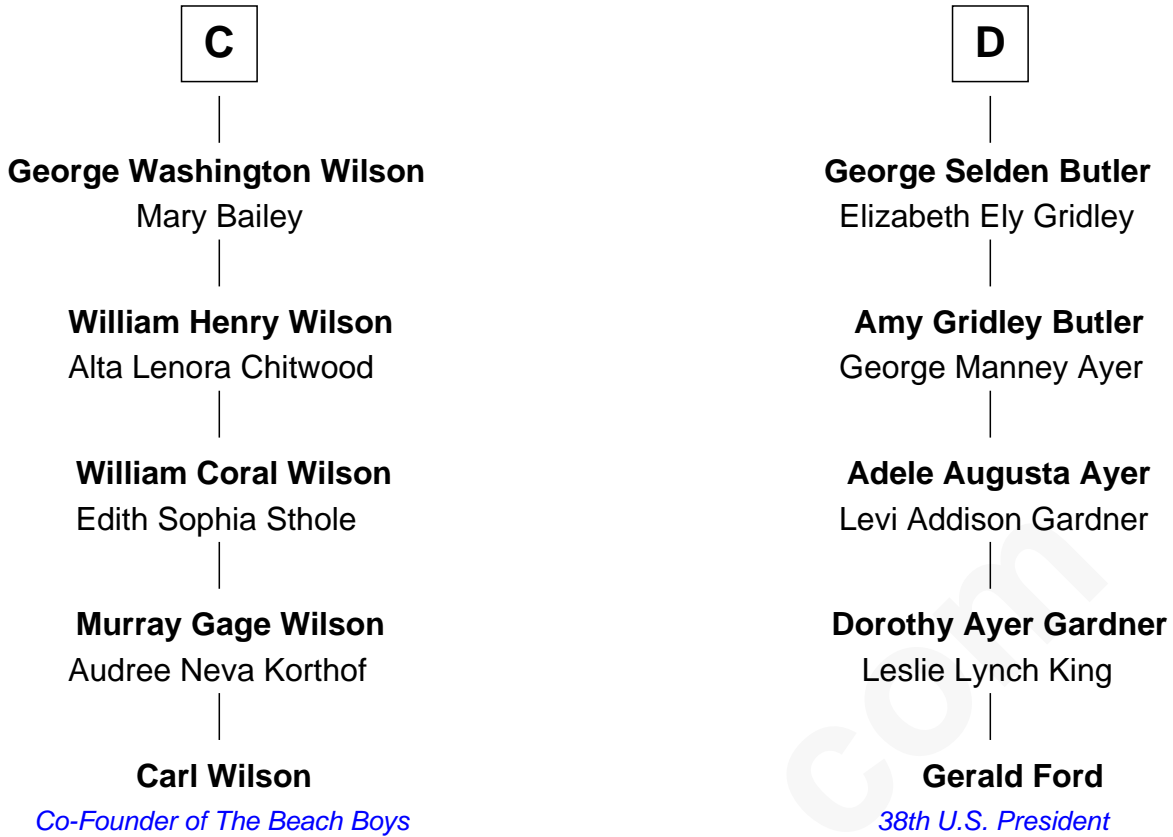 C
George Washington Wilson
Mary Bailey
William Henry Wilson
Alta Lenora Chitwood
William Coral Wilson
Edith Sophia Sthole
Murray Gage Wilson
Audree Neva Korthof
Carl Wilson
Co-Founder of The Beach Boys
D
George Selden Butler
Elizabeth Ely Gridley
Amy Gridley Butler
George Manney Ayer
Adele Augusta Ayer
Levi Addison Gardner
Dorothy Ayer Gardner
Leslie Lynch King
Gerald Ford
38th U.S. President
com